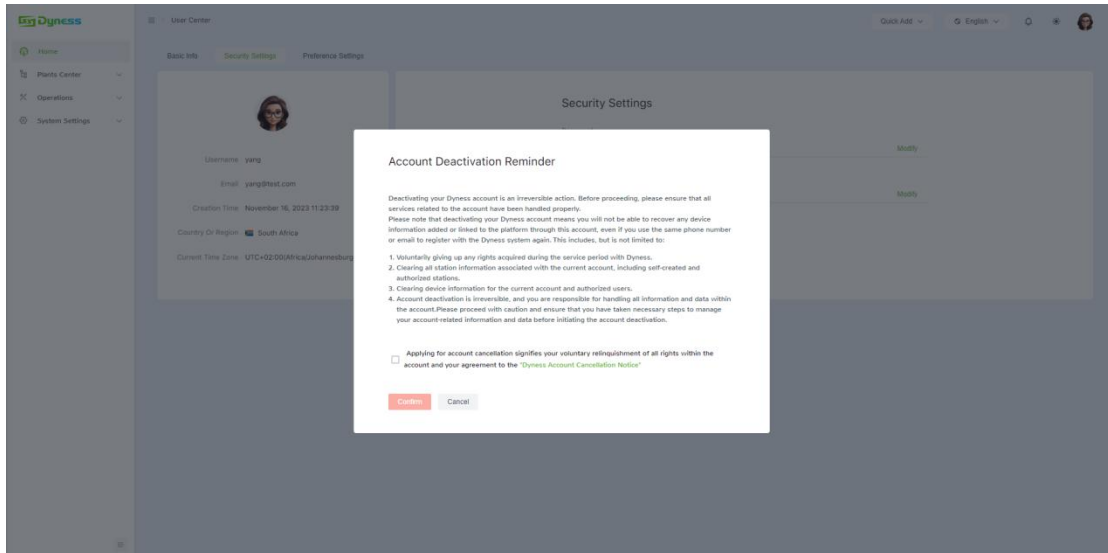 Dyness
User Center
Quick Add
English
Home
Plants Center
Operations
System Settings
Basic Info
Security Settings
Preference Settings
Username yang
Email yang@test.com
Creation Time November 16, 2023 11:23:39
Country Or Region South Africa
Current Time Zone UTC+02:00(Africa/Johannesburg
Security Settings
Modify
Modify
Account Deactivation Reminder
Deactivating your Dyness account is an irreversible action. Before proceeding, please ensure that all
services related to the account have been handled properly.
Please note that deactivating your Dyness account means you will not be able to recover any device
information added or linked to the platform through this account, even if you use the same phone number
or email to register with the Dyness system again. This includes, but is not limited to:
1. Voluntarily giving up any rights acquired during the service period with Dyness.
2. Clearing all station information associated with the current account, including self-created and
authorized stations.
3. Clearing device information for the current account and authorized users.
4. Account deactivation is irreversible, and you are responsible for handling all information and data within
the account.Please proceed with caution and ensure that you have taken necessary steps to manage
your account-related information and data before initiating the account deactivation.
Applying for account cancellation signifies your voluntary relinquishment of all rights within the
account and your agreement to the "Dyness Account Cancellation Notice"
Confirm
Cancel